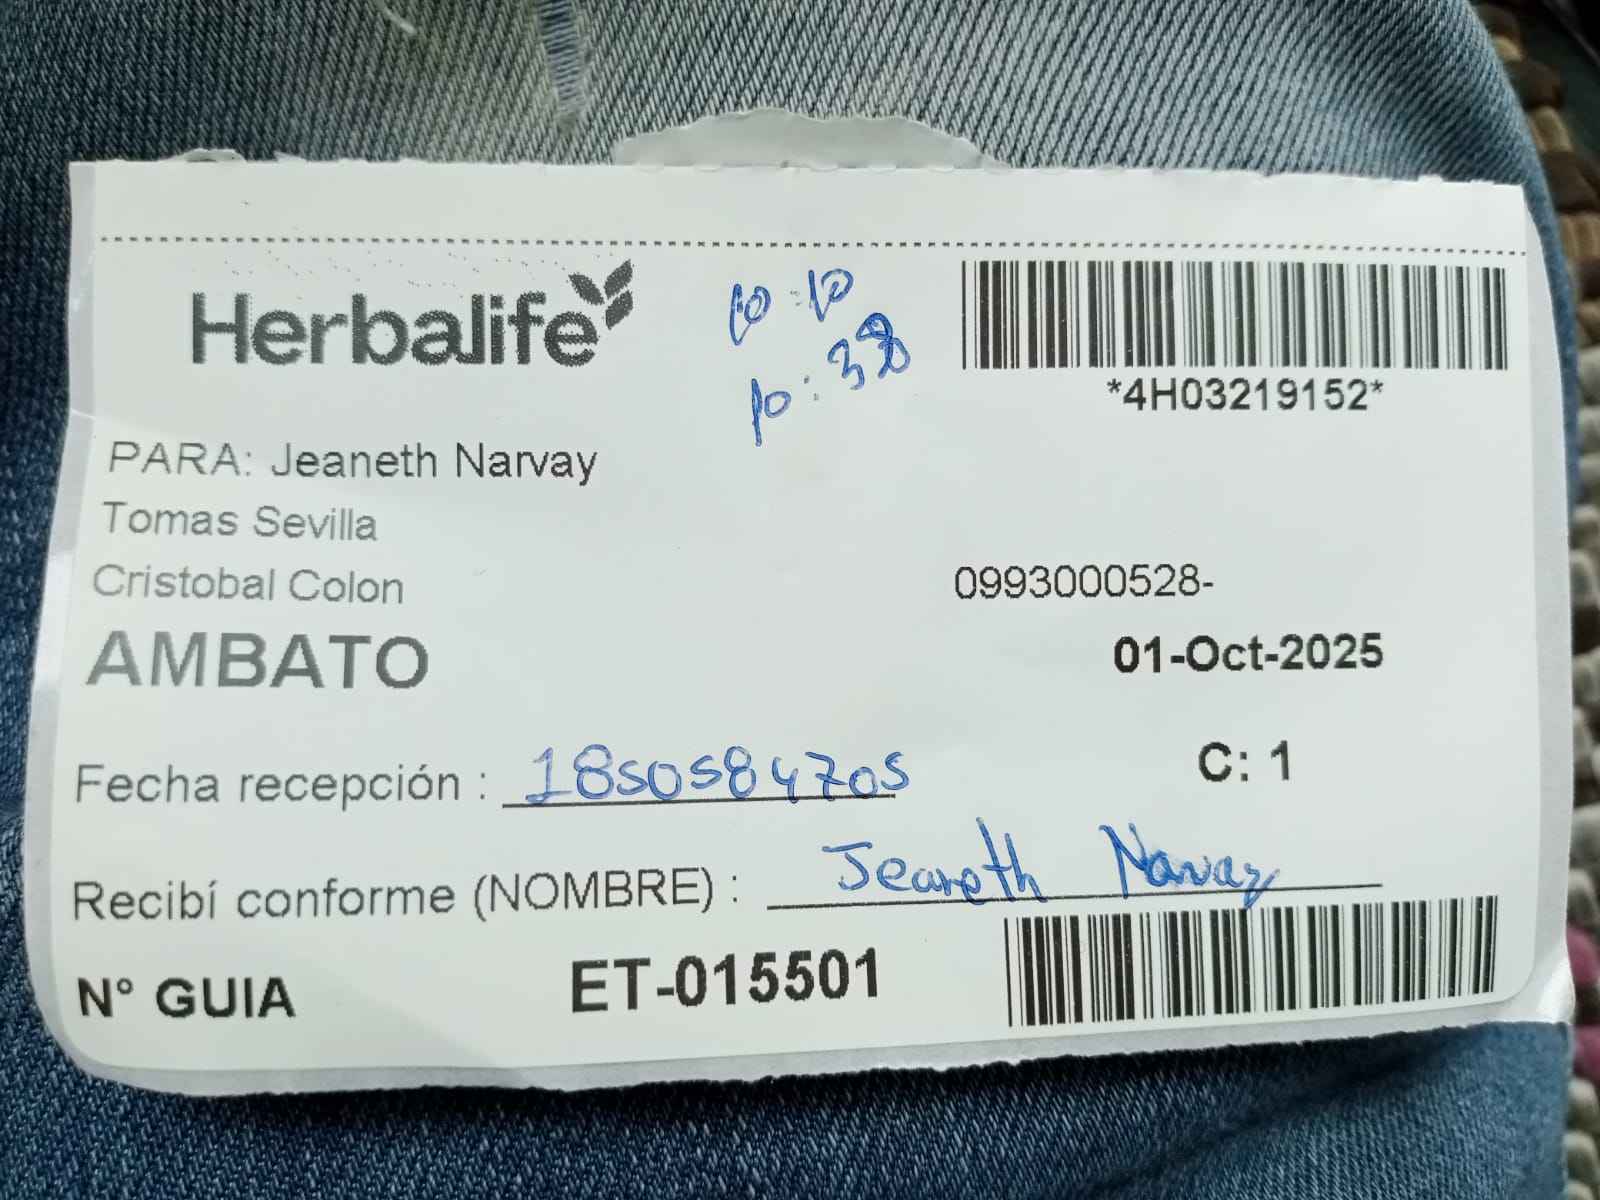 Herbalife
10:10
10:38
*4H03219152*
PARA: Jeaneth Narvay
Tomas Sevilla
Cristobal Colon
0993000528-
AMBATO
01-Oct-2025
Fecha recepción : 1850584705
C: 1
Recibí conforme (NOMBRE) : Jeaneth Narvay
N° GUIA ET-015501